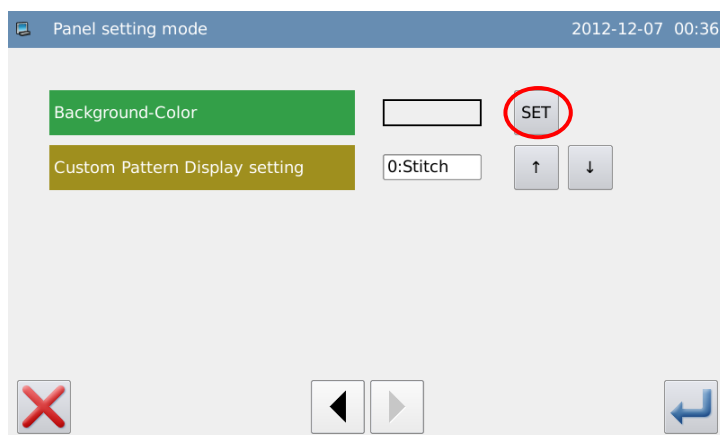 Panel setting mode 2012-12-07 00:36
Background-Color SET
Custom Pattern Display setting 0:Stitch ↑ ↓